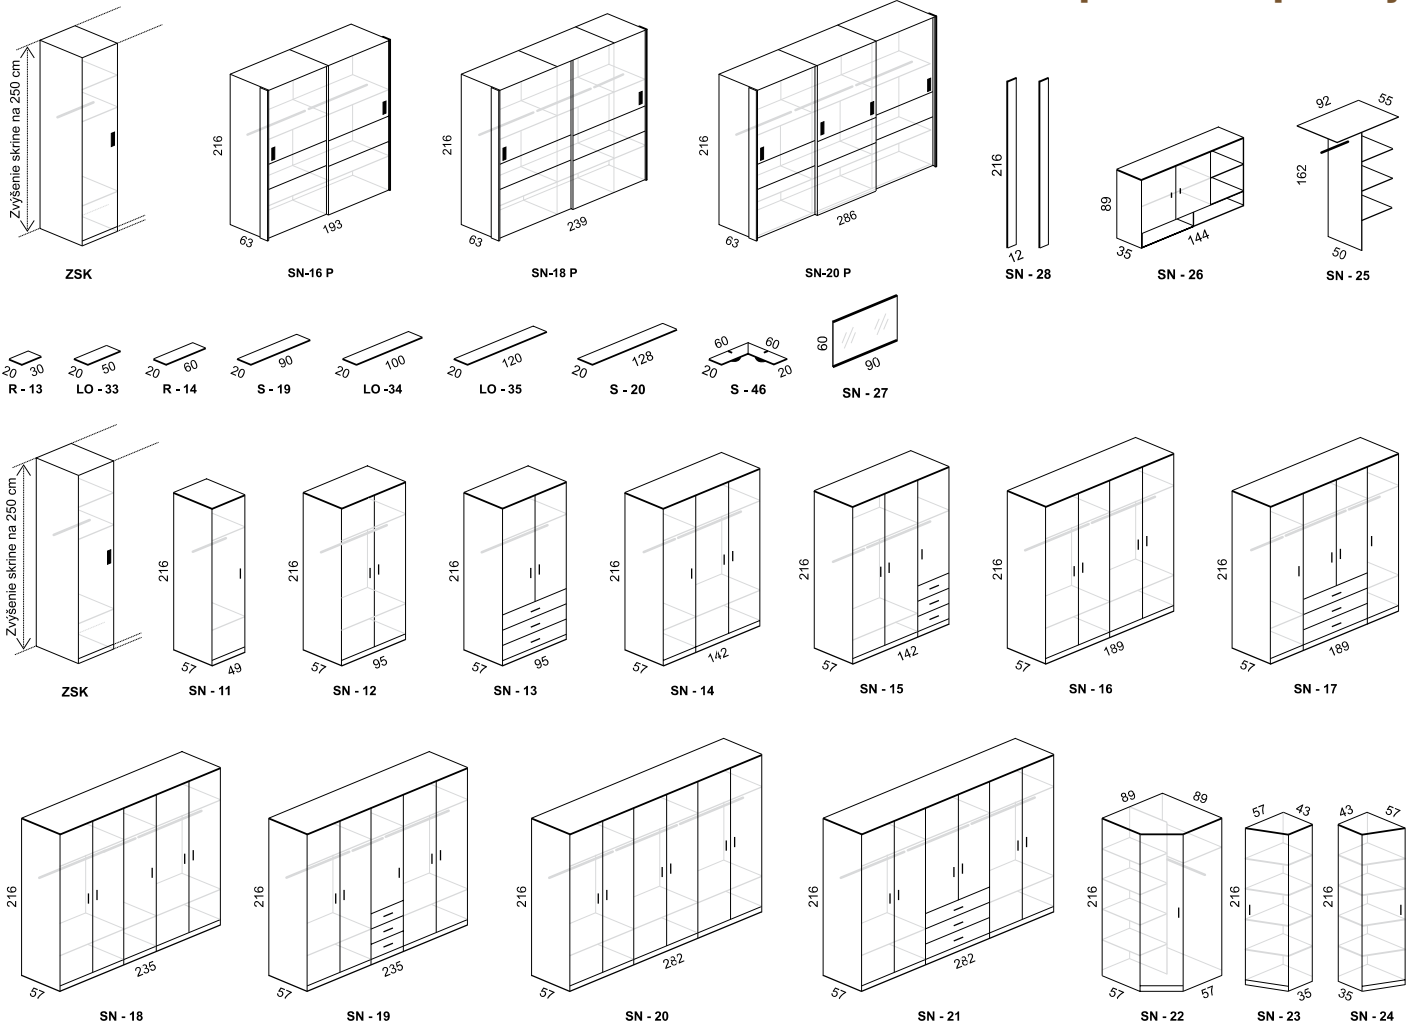 Zvýšenie skrine na 250 cm
ZSK
216
63
193
SN-16 P
216
63
239
SN-18 P
216
63
286
SN-20 P
216
12
SN - 28
89
35
144
SN - 26
92
55
162
50
SN - 25
20 30
R - 13
20 50
LO - 33
20 60
R - 14
20 90
S - 19
20 100
LO - 34
20 120
LO - 35
20 128
S - 20
60 60
20 20
S - 46
60
90
SN - 27
Zvýšenie skrine na 250 cm
ZSK
216
57 49
SN - 11
216
57 95
SN - 12
216
57 95
SN - 13
216
57 142
SN - 14
216
57 142
SN - 15
216
57 189
SN - 16
216
57 189
SN - 17
216
57 235
SN - 18
216
57 235
SN - 19
216
57 282
SN - 20
216
57 282
SN - 21
89 89
216
57
SN - 22
57 43
216
35
SN - 23
43 57
216
35
SN - 24